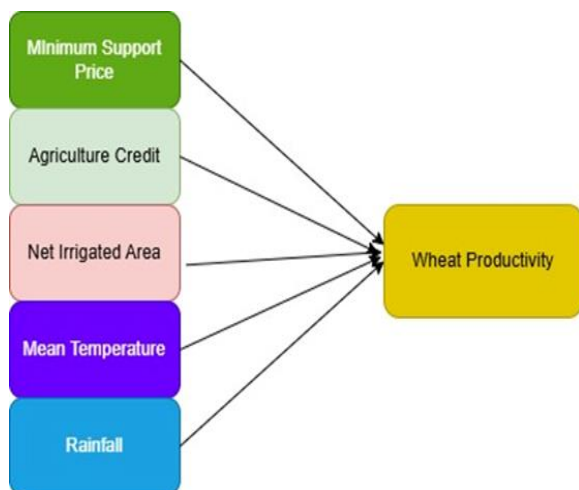 MInimum Support
Price
Agriculture Credit
Net Irrigated Area
Wheat Productivity
Mean Temperature
Rainfall